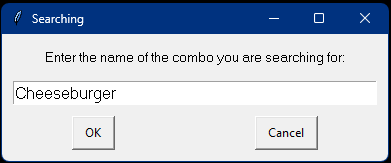 Searching
Enter the name of the combo you are searching for:
Cheeseburger
OK Cancel